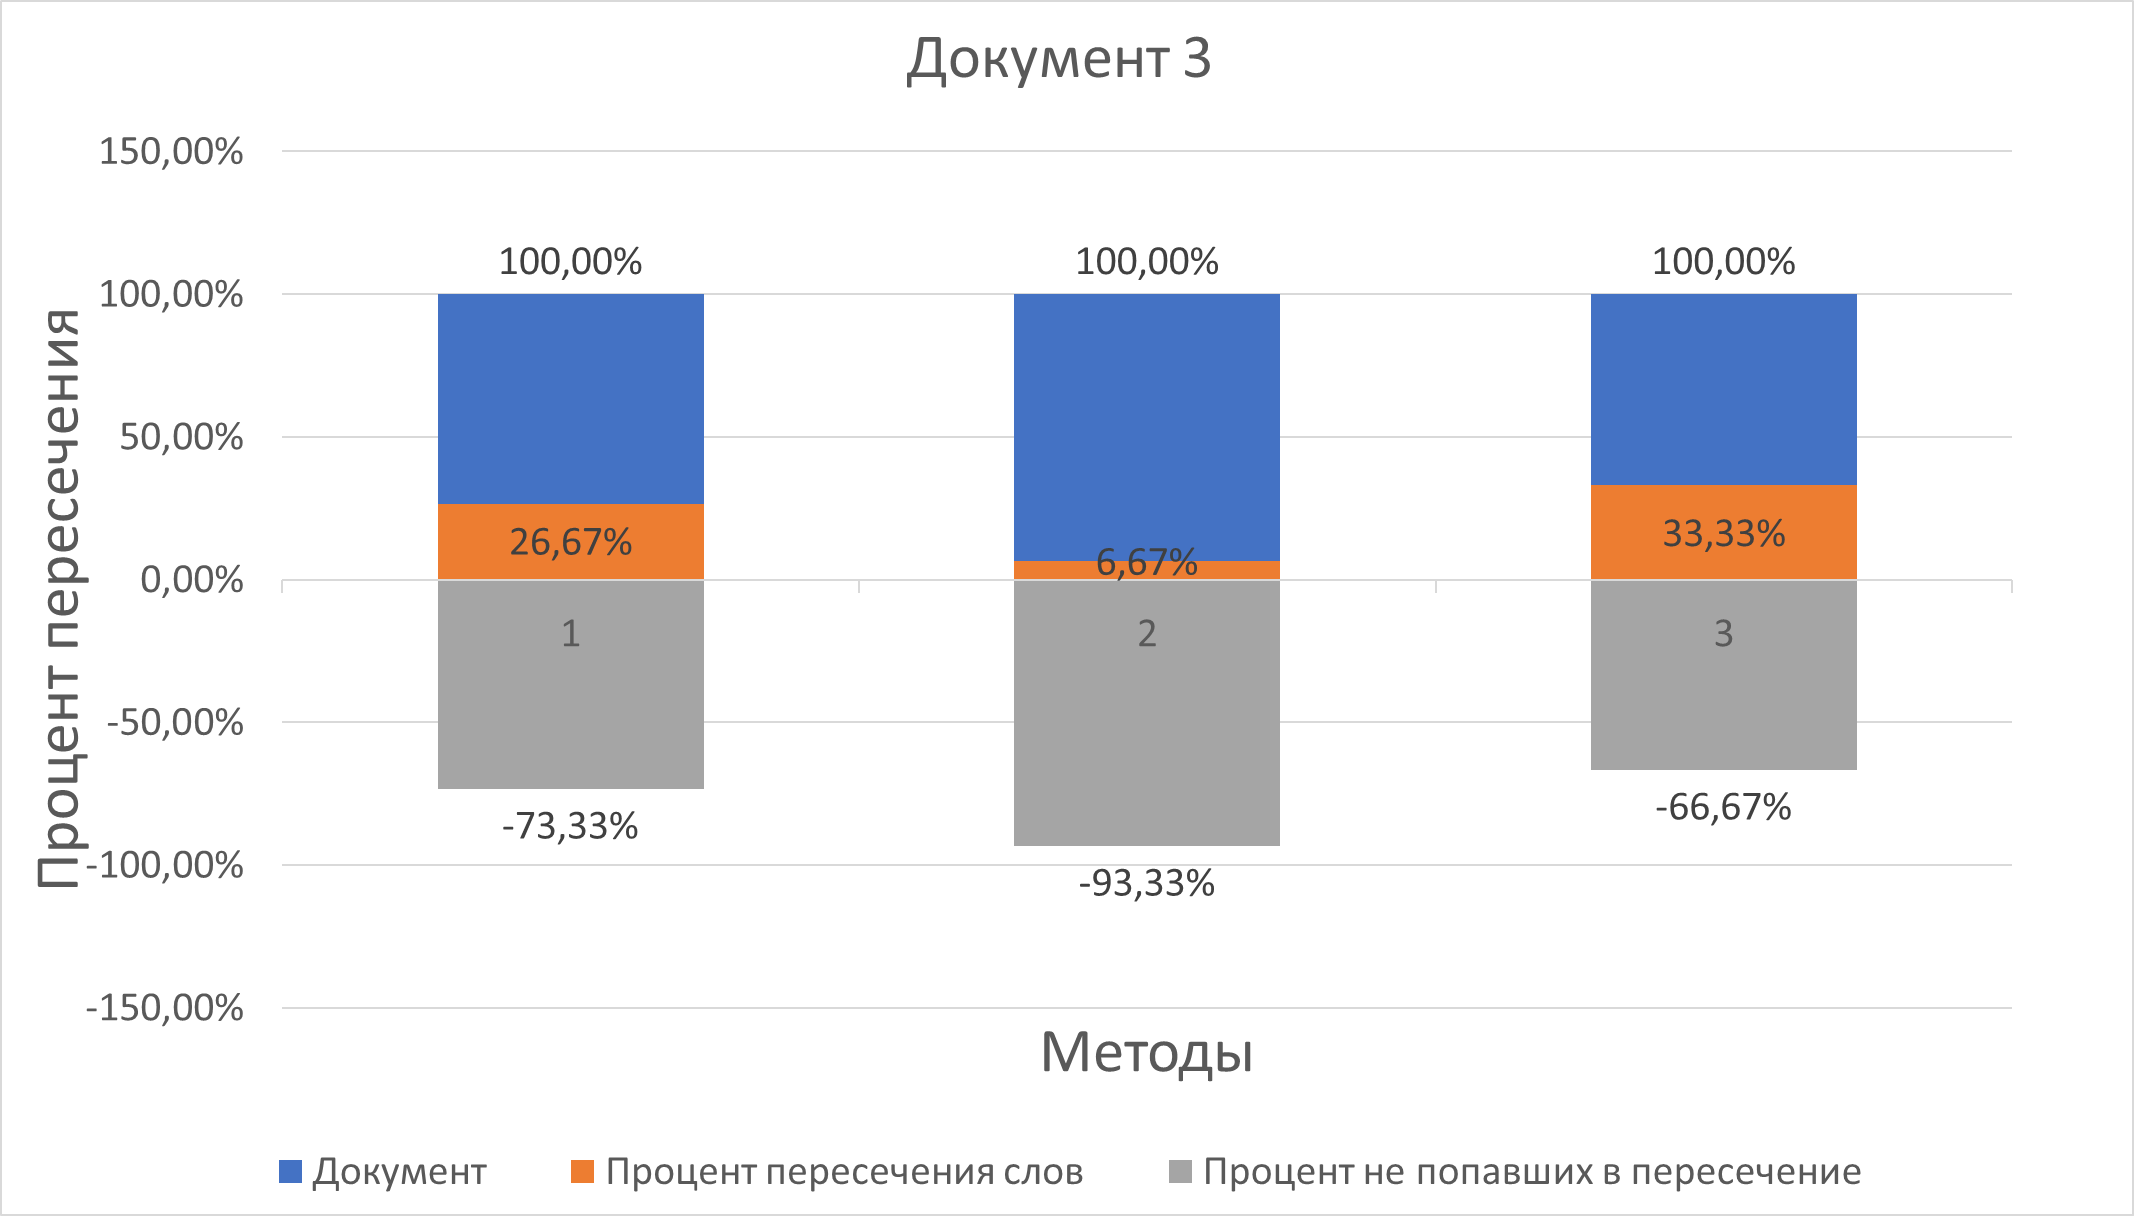 Документ 3
150,00%
100,00%
50,00%
0,00%
-50,00%
-100,00%
-150,00%
Процент пересечения
100,00% 100,00% 100,00%
26,67% 6,67% 33,33%
1 2 3
-73,33% -93,33% -66,67%
Методы
Документ Процент пересечения слов Процент не попавших в пересечение